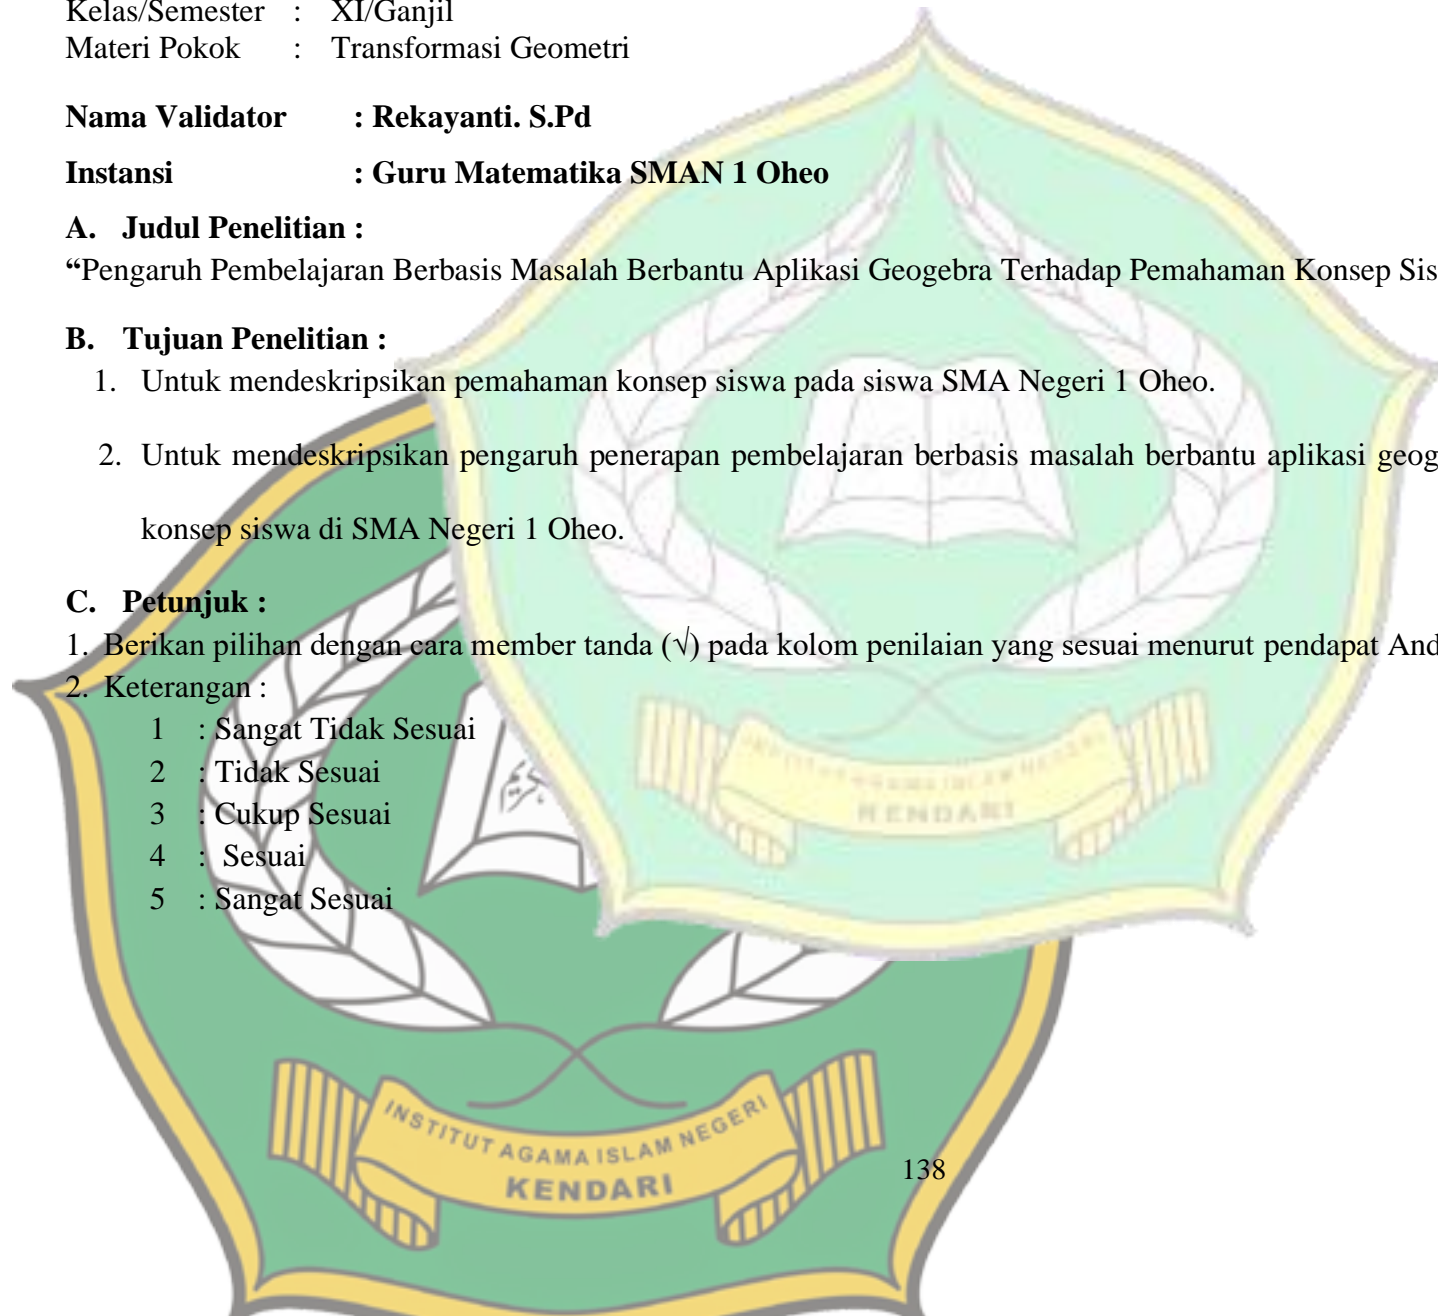 Kelas/Semester : XI/Ganjil
Materi Pokok : Transformasi Geometri
Nama Validator : Rekayanti. S.Pd
Instansi : Guru Matematika SMAN 1 Oheo
A. Judul Penelitian :
“Pengaruh Pembelajaran Berbasis Masalah Berbantu Aplikasi Geogebra Terhadap Pemahaman Konsep Sis
B. Tujuan Penelitian :
1. Untuk mendeskripsikan pemahaman konsep siswa pada siswa SMA Negeri 1 Oheo.
2. Untuk mendeskripsikan pengaruh penerapan pembelajaran berbasis masalah berbantu aplikasi geog
konsep siswa di SMA Negeri 1 Oheo.
C. Petunjuk :
1. Berikan pilihan dengan cara member tanda (√) pada kolom penilaian yang sesuai menurut pendapat And
2. Keterangan :
1 : Sangat Tidak Sesuai
2 : Tidak Sesuai
3 : Cukup Sesuai
4 : Sesuai
5 : Sangat Sesuai
INSTITUT AGAMA ISLAM NEGERI
KENDARI
INSTITUT AGAMA ISLAM NEGERI
KENDARI
138